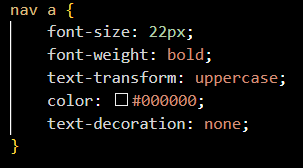 nav a {
    font-size: 22px;
    font-weight: bold;
    text-transform: uppercase;
    color: #000000;
    text-decoration: none;
}